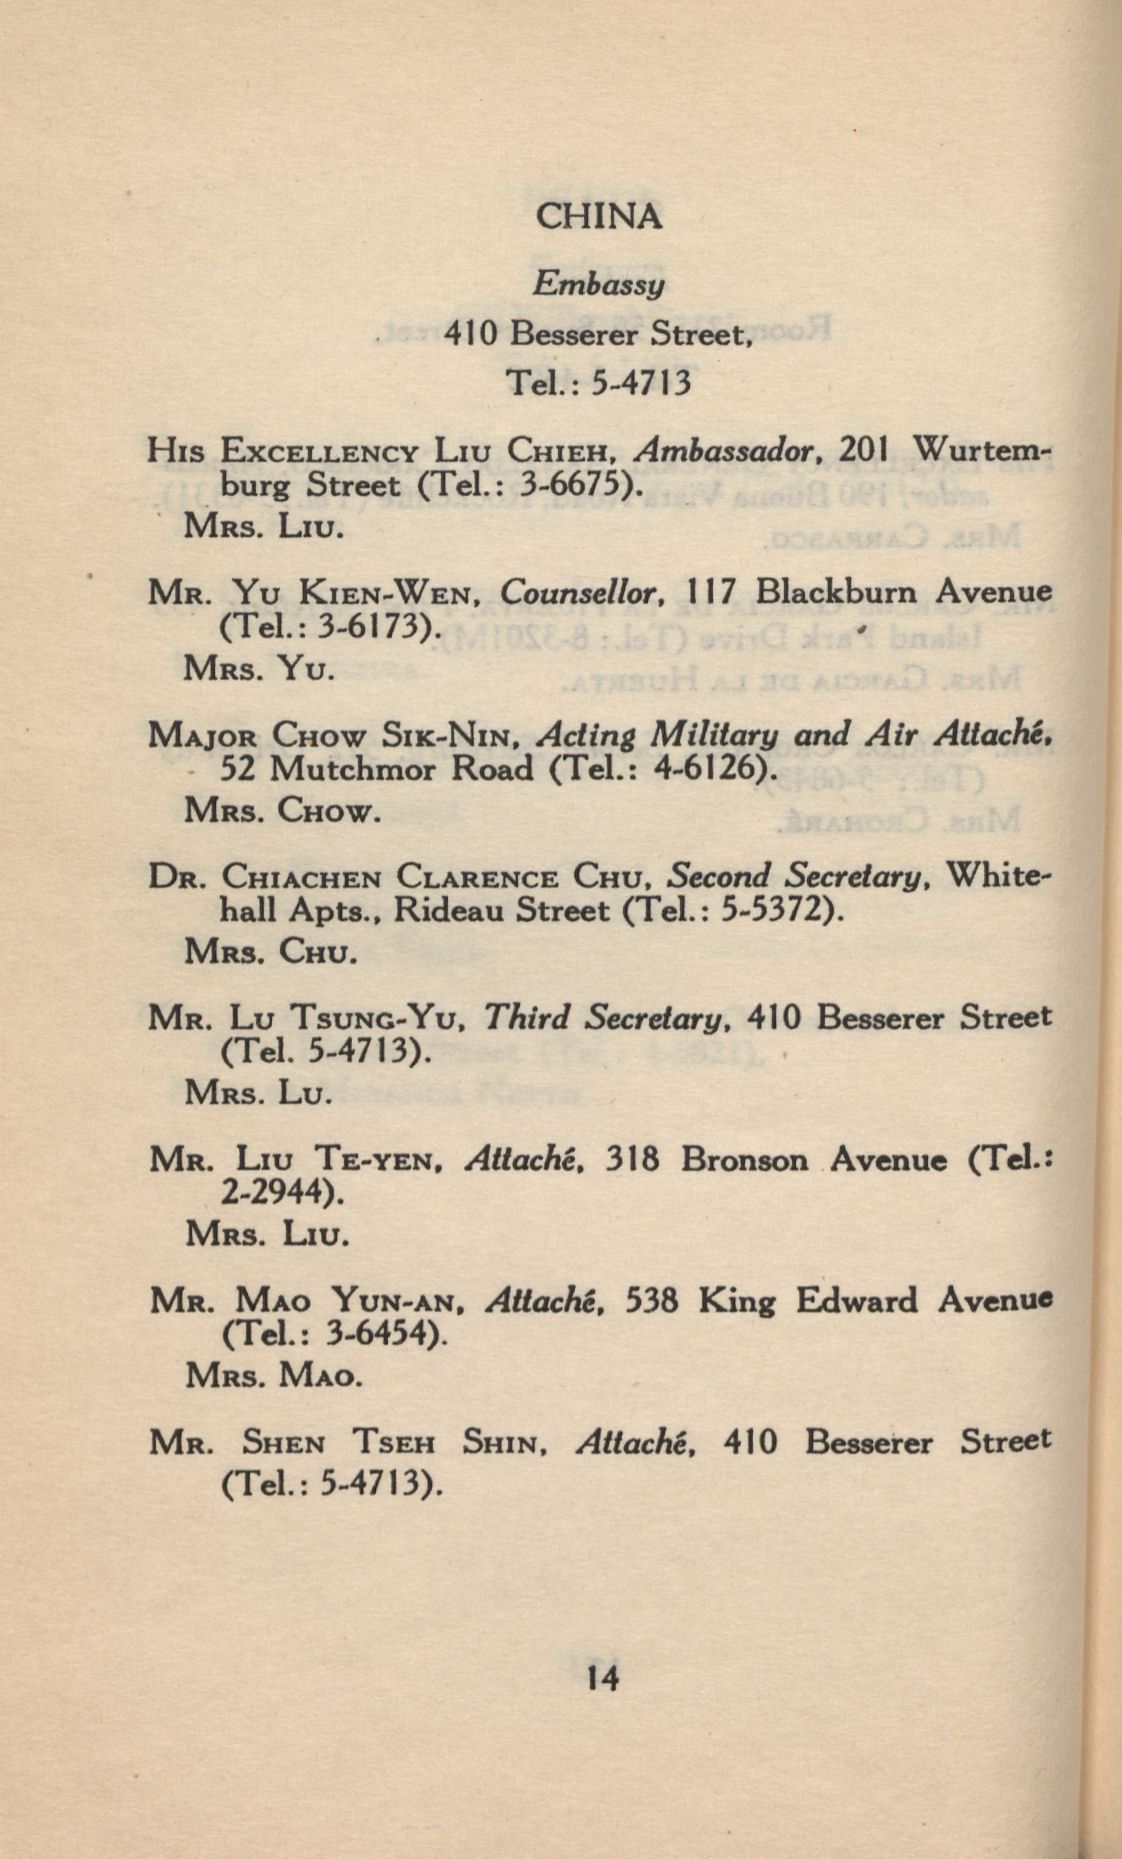 CHINA
Embassy
410 Besserer Street,
Tel.: 5-4713
His Excellency Liu Chieh, Ambassador, 201 Wurtem-
burg Street (Tel.: 3-6675).
Mrs. Liu.
Mr. Yu Kien-Wen, Counsellor, 117 Blackburn Avenue
(Tel.: 3-6173).
Mrs. Yu.
Major Chow Sik-Nin, Acting Military and Air Attaché,
52 Mutchmor Road (Tel.: 4-6126).
Mrs. Chow.
Dr. Chiachen Clarence Chu, Second Secretary, White-
hall Apts., Rideau Street (Tel.: 5-5372).
Mrs. Chu.
Mr. Lu Tsung-Yu, Third Secretary, 410 Besserer Street
(Tel. 5-4713).
Mrs. Lu.
Mr. Liu Te-yen, Attaché, 318 Bronson Avenue (Tel.:
2-2944).
Mrs. Liu.
Mr. Mao Yun-an, Attaché, 538 King Edward Avenue
(Tel.: 3-6454).
Mrs. Mao.
Mr. Shen Tseh Shin, Attaché, 410 Besserer Street
(Tel.: 5-4713).
14